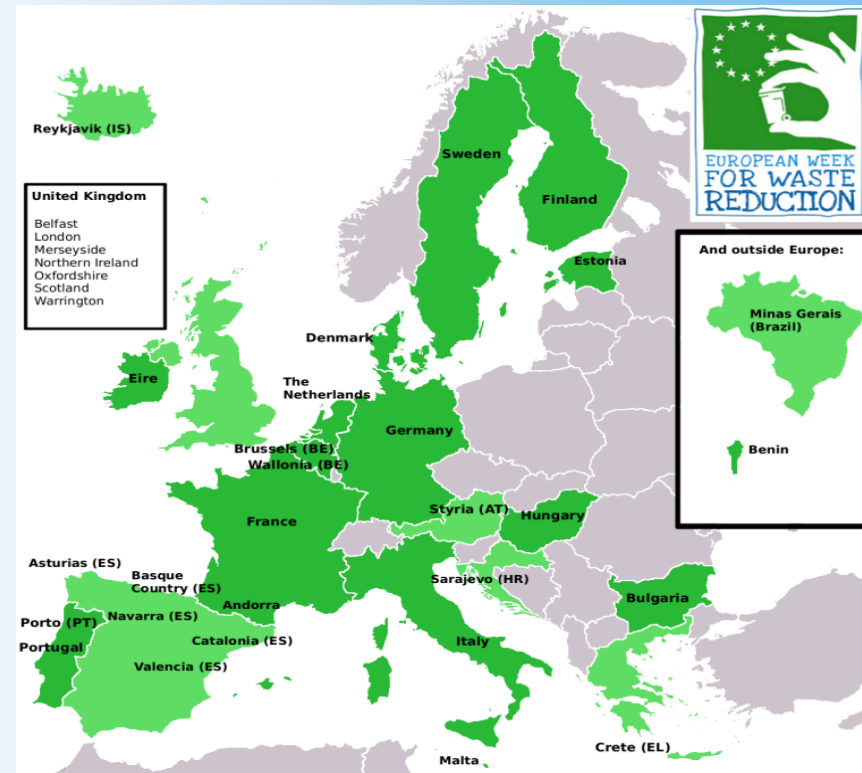 EUROPEAN WEEK
FOR WASTE
REDUCTION
Reykjavik (IS)
United Kingdom
Belfast
London
Merseyside
Northern Ireland
Oxfordshire
Scotland
Warrington
And outside Europe:
Minas Gerais
(Brazil)
Benin
Sweden
Finland
Estonia
Denmark
Eire
The
Netherlands
Germany
Brussels (BE)
Wallonia (BE)
France
Styria (AT)
Hungary
Asturias (ES)
Basque
Country (ES)
Sarajevo (HR)
Andorra
Bulgaria
Porto (PT)
Navarra (ES)
Portugal
Catalonia (ES)
Italy
Valencia (ES)
Crete (EL)
Malta